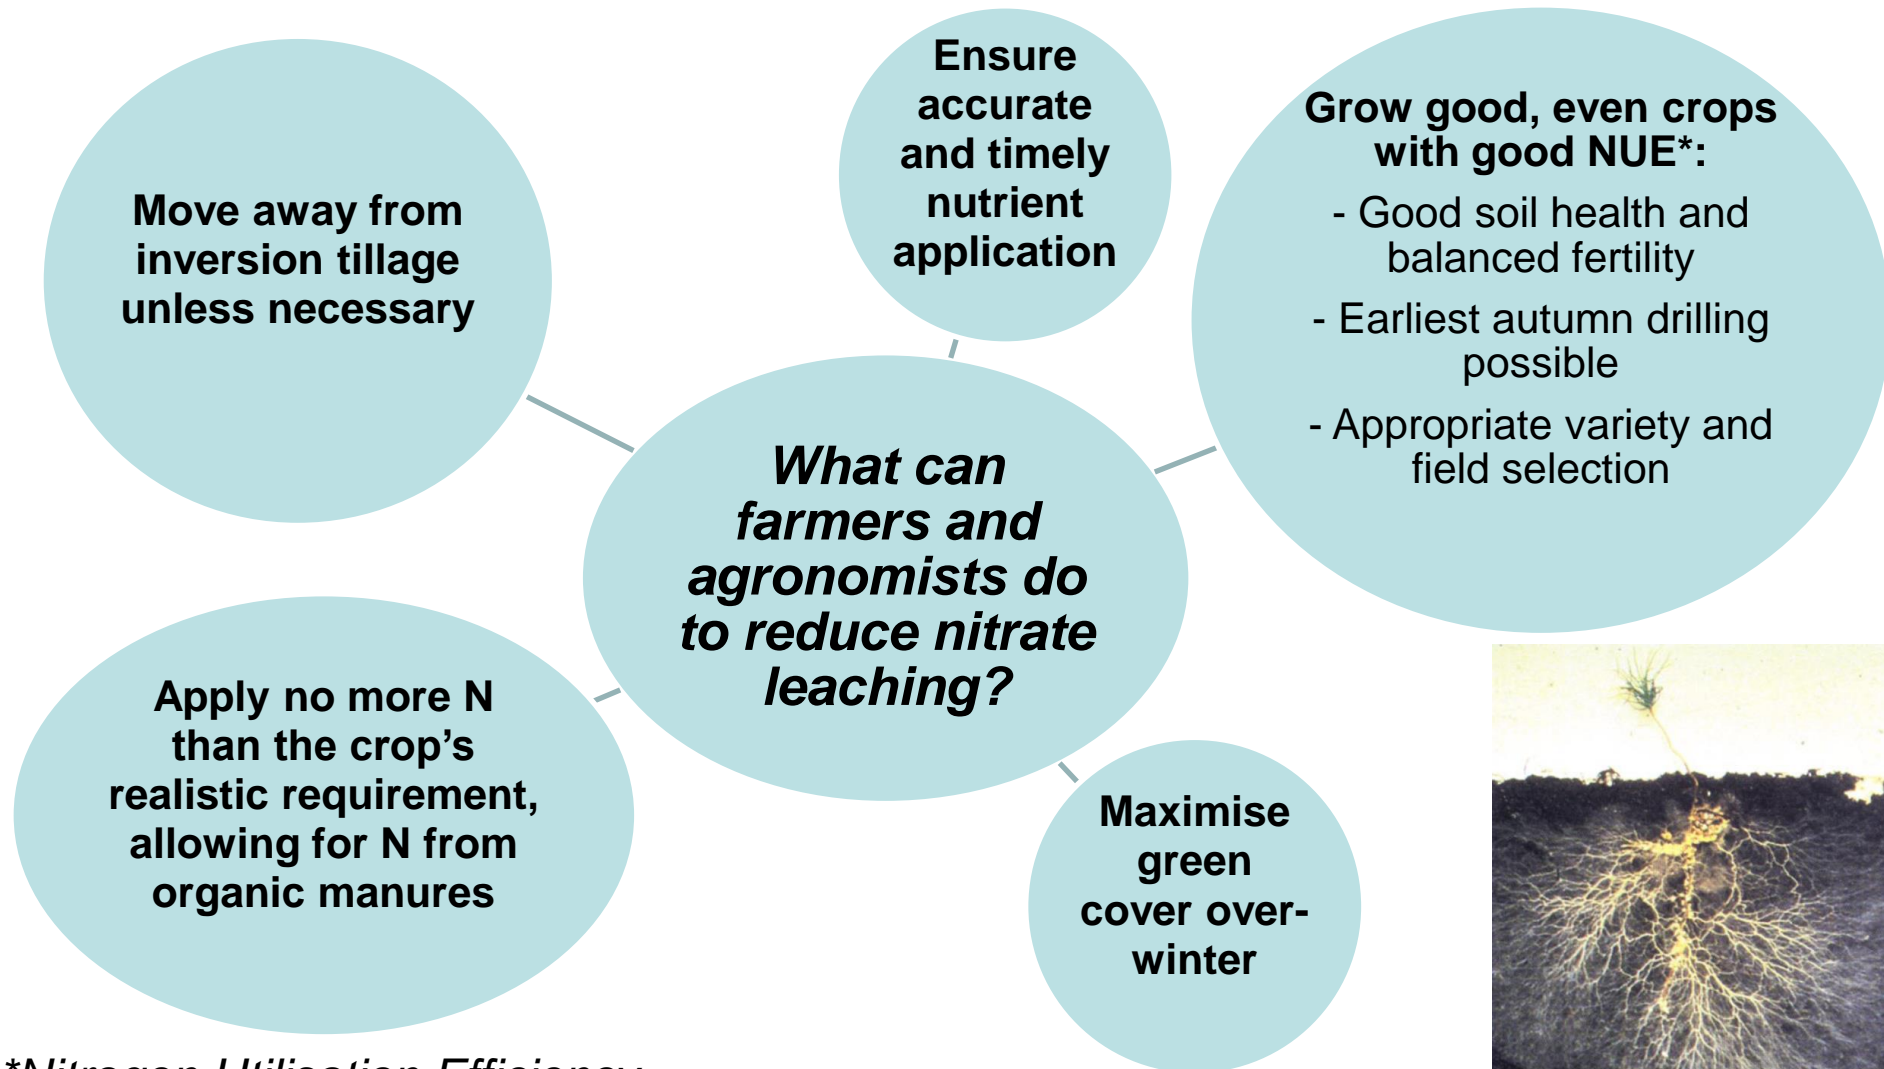 Ensure
accurate
and timely
nutrient
application
Grow good, even crops
with good NUE*:
- Good soil health and
balanced fertility
- Earliest autumn drilling
possible
- Appropriate variety and
field selection
Move away from
inversion tillage
unless necessary
What can
farmers and
agronomists do
to reduce nitrate
leaching?
Apply no more N
than the crop’s
realistic requirement,
allowing for N from
organic manures
Maximise
green
cover over-
winter
*Nitrogen Utilisation Efficiency